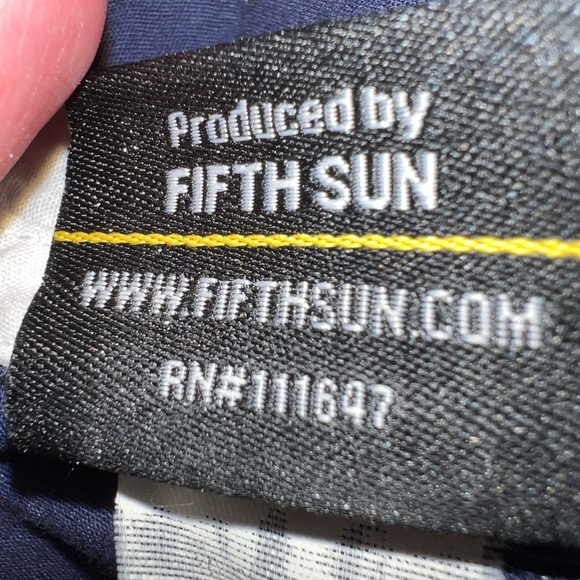 Produced by
FIFTH SUN
WWW.FIFTHSUN.COM
RN#111647